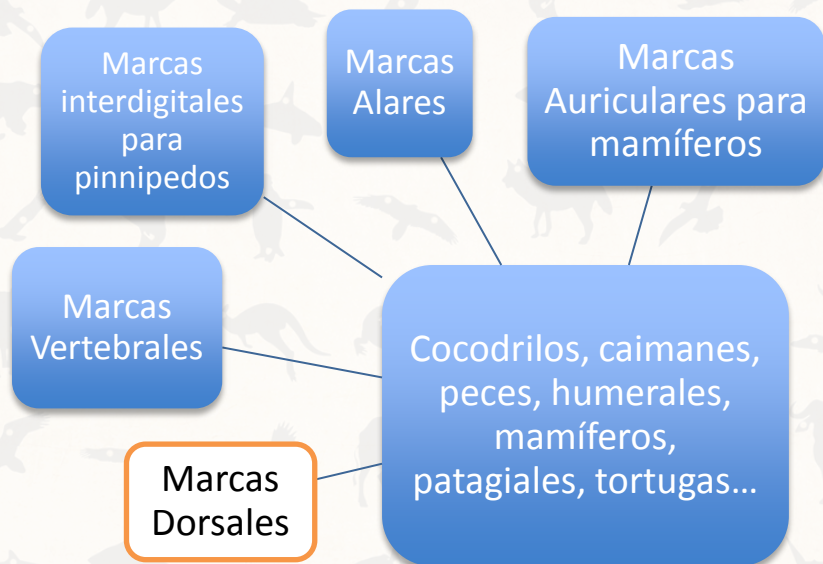 Marcas
interdigitales
para
pinnipedos
Marcas
Alares
Marcas
Auriculares para
mamíferos
Marcas
Vertebrales
Cocodrilos, caimanes,
peces, humerales,
mamíferos,
patagiales, tortugas…
Marcas
Dorsales